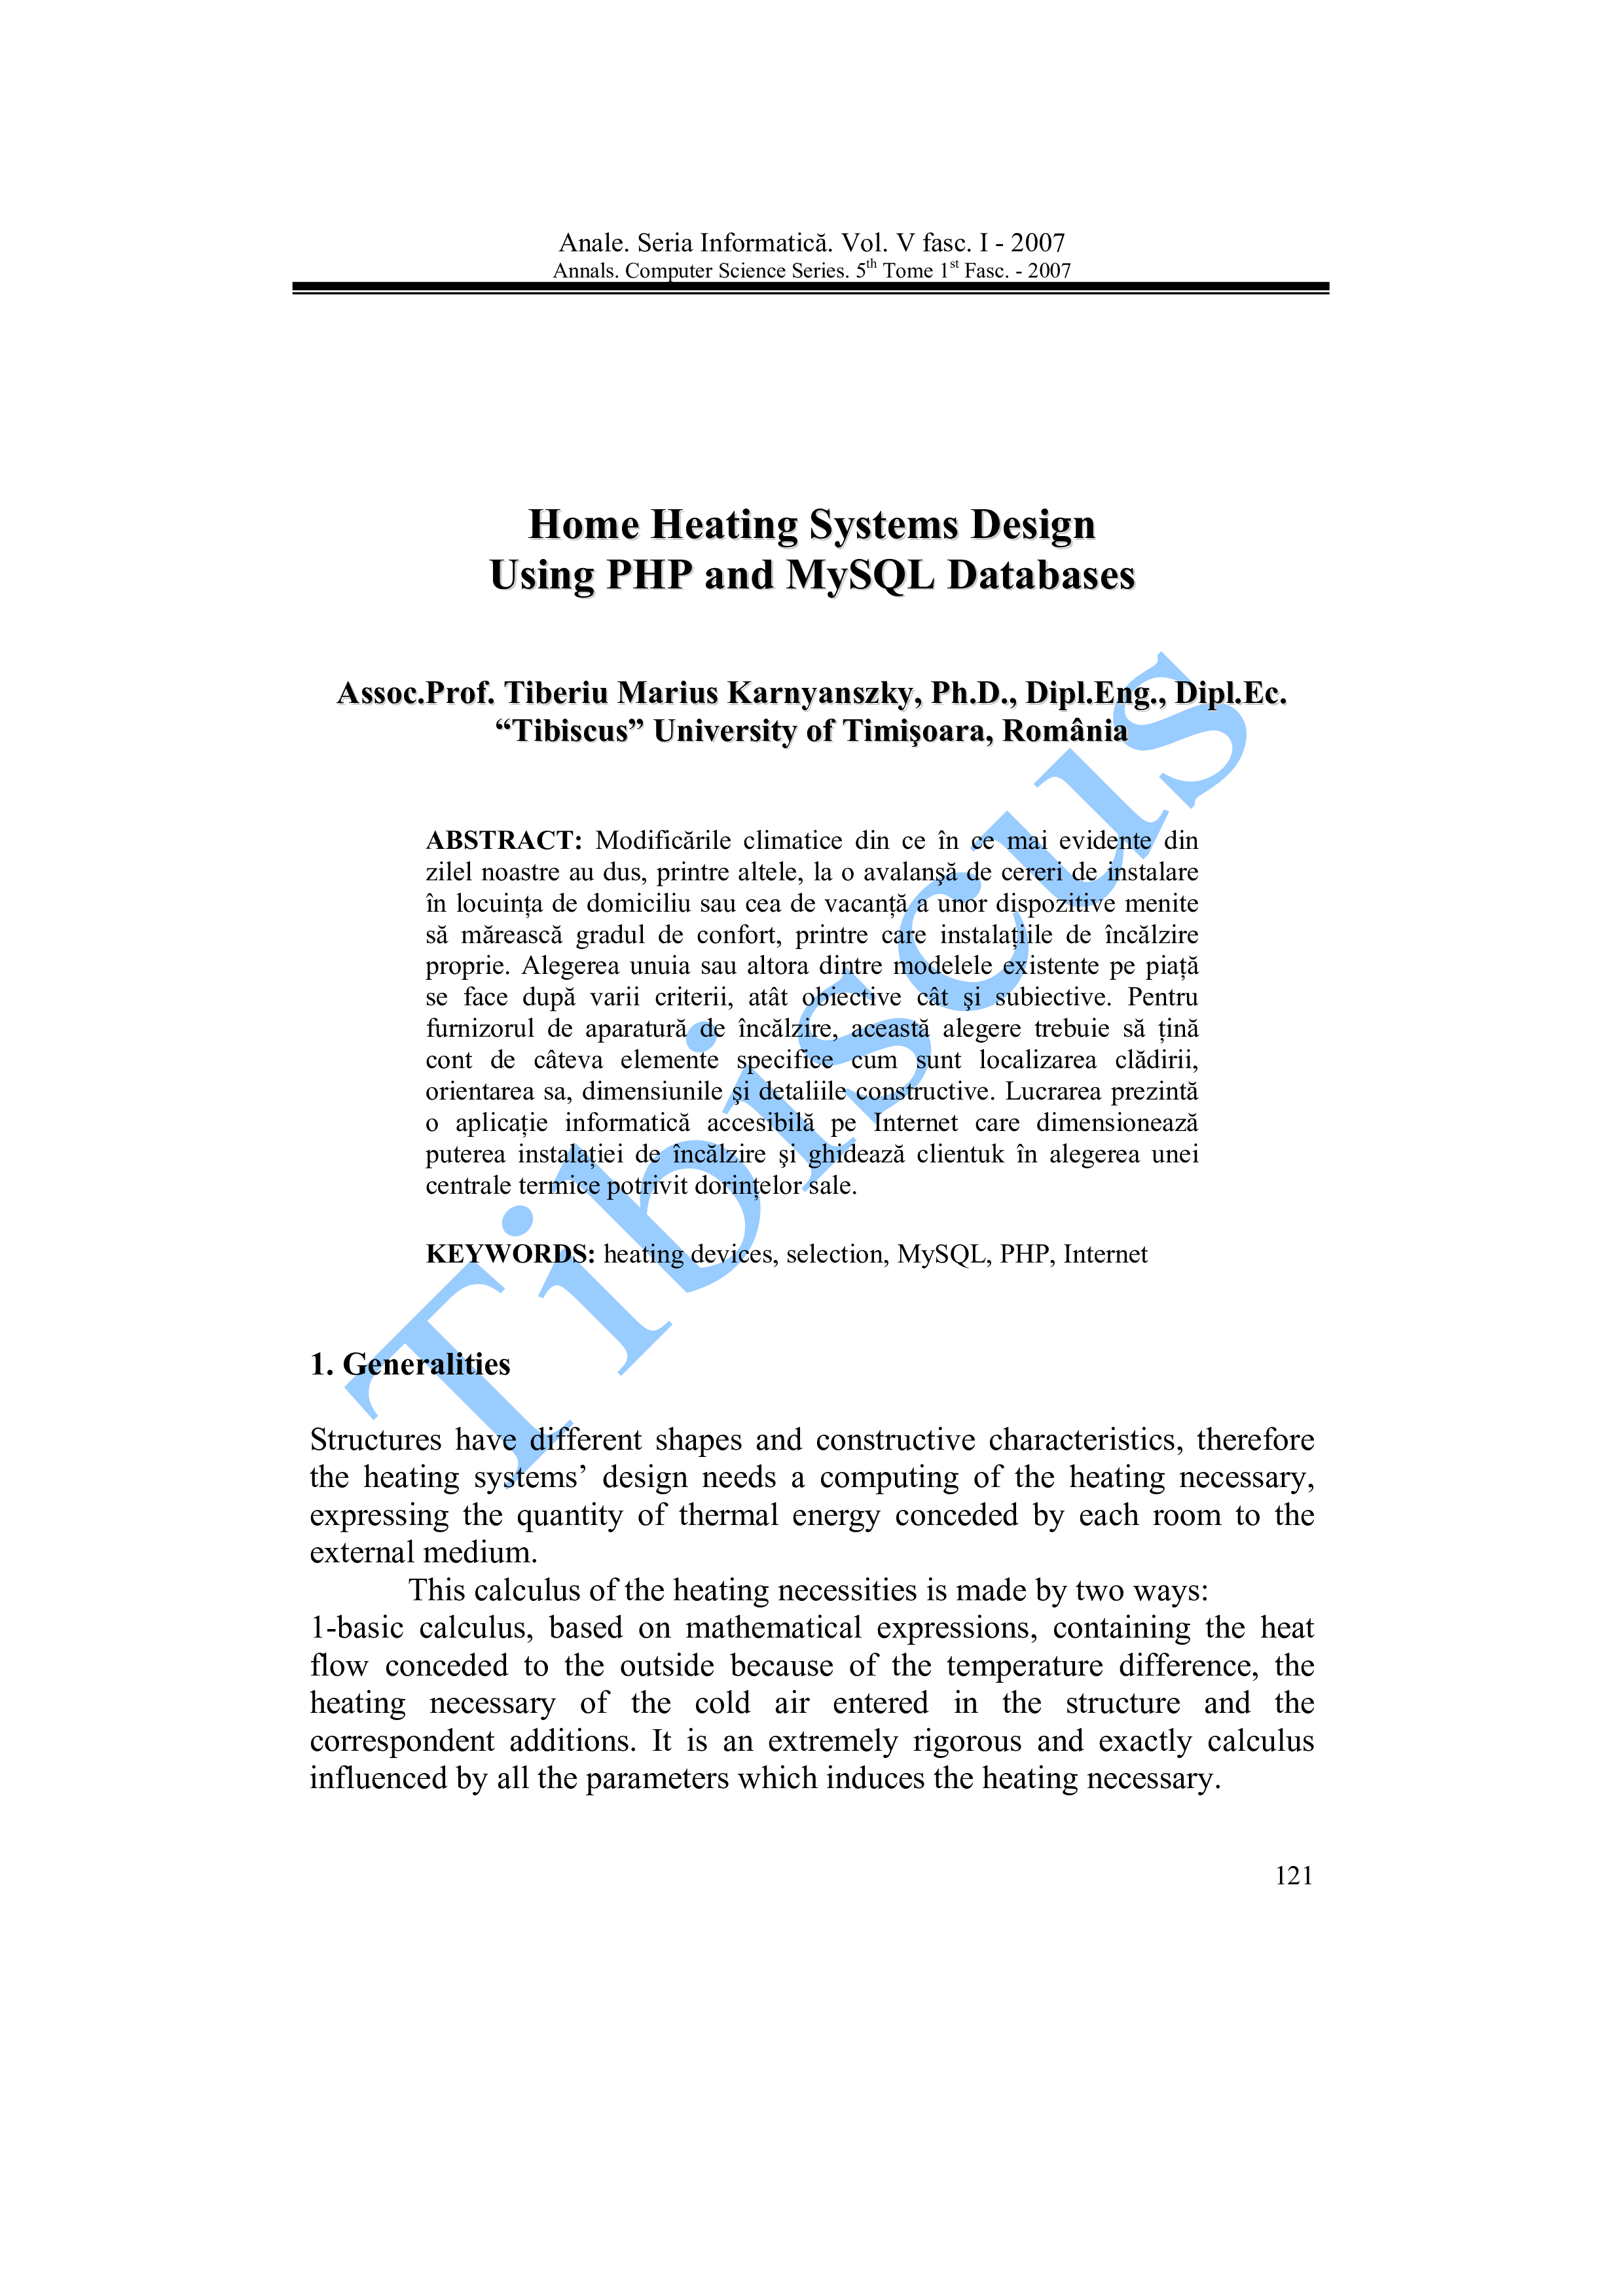 Anale. Seria Informatică. Vol. V fasc. I - 2007
Annals. Computer Science Series. 5th Tome 1st Fasc. - 2007
Home Heating Systems Design
Using PHP and MySQL Databases
Assoc.Prof. Tiberiu Marius Karnyanszky, Ph.D., Dipl.Eng., Dipl.Ec.
“Tibiscus” University of Timişoara, România
ABSTRACT: Modificările climatice din ce în ce mai evidente din
zilel noastre au dus, printre altele, la o avalanşă de cereri de instalare
în locuința de domiciliu sau cea de vacanță a unor dispozitive menite
să mărească gradul de confort, printre care instalațiile de încălzire
proprie. Alegerea unuia sau altora dintre modelele existente pe piață
se face după varii criterii, atât obiective cât şi subiective. Pentru
furnizorul de aparatură de încălzire, această alegere trebuie să țină
cont de câteva elemente specifice cum sunt localizarea clădirii,
orientarea sa, dimensiunile şi detaliile constructive. Lucrarea prezintă
o aplicație informatică accesibilă pe Internet care dimensionează
puterea instalației de încălzire şi ghidează clientuk în alegerea unei
centrale termice potrivit dorințelor sale.
KEYWORDS: heating devices, selection, MySQL, PHP, Internet
1. Generalities
Structures have different shapes and constructive characteristics, therefore
the heating systems’ design needs a computing of the heating necessary,
expressing the quantity of thermal energy conceded by each room to the
external medium.
This calculus of the heating necessities is made by two ways:
1-basic calculus, based on mathematical expressions, containing the heat
flow conceded to the outside because of the temperature difference, the
heating necessary of the cold air entered in the structure and the
correspondent additions. It is an extremely rigorous and exactly calculus
influenced by all the parameters which induces the heating necessary.
121
Tibiscus